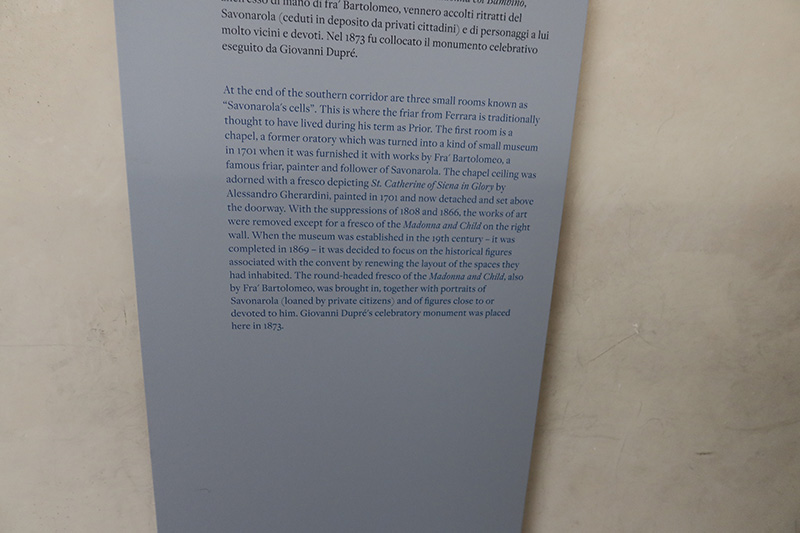 anch'esso di mano di fra' Bartolomeo, vennero accolti ritratti del
Savonarola (ceduti in deposito da privati cittadini) e di personaggi a lui
molto vicini e devoti. Nel 1873 fu collocato il monumento celebrativo
eseguito da Giovanni Dupré.
At the end of the southern corridor are three small rooms known as
“Savonarola's cells”. This is where the friar from Ferrara is traditionally
thought to have lived during his term as Prior. The first room is a
chapel, a former oratory which was turned into a kind of small museum
in 1701 when it was furnished it with works by Fra' Bartolomeo, a
famous friar, painter and follower of Savonarola. The chapel ceiling was
adorned with a fresco depicting St. Catherine of Siena in Glory by
Alessandro Gherardini, painted in 1701 and now detached and set above
the doorway. With the suppressions of 1808 and 1866, the works of art
were removed except for a fresco of the Madonna and Child on the right
wall. When the museum was established in the 19th century – it was
completed in 1869 – it was decided to focus on the historical figures
associated with the convent by renewing the layout of the spaces they
had inhabited. The round-headed fresco of the Madonna and Child, also
by Fra' Bartolomeo, was brought in, together with portraits of
Savonarola (loaned by private citizens) and of figures close to or
devoted to him. Giovanni Dupré's celebratory monument was placed
here in 1873.